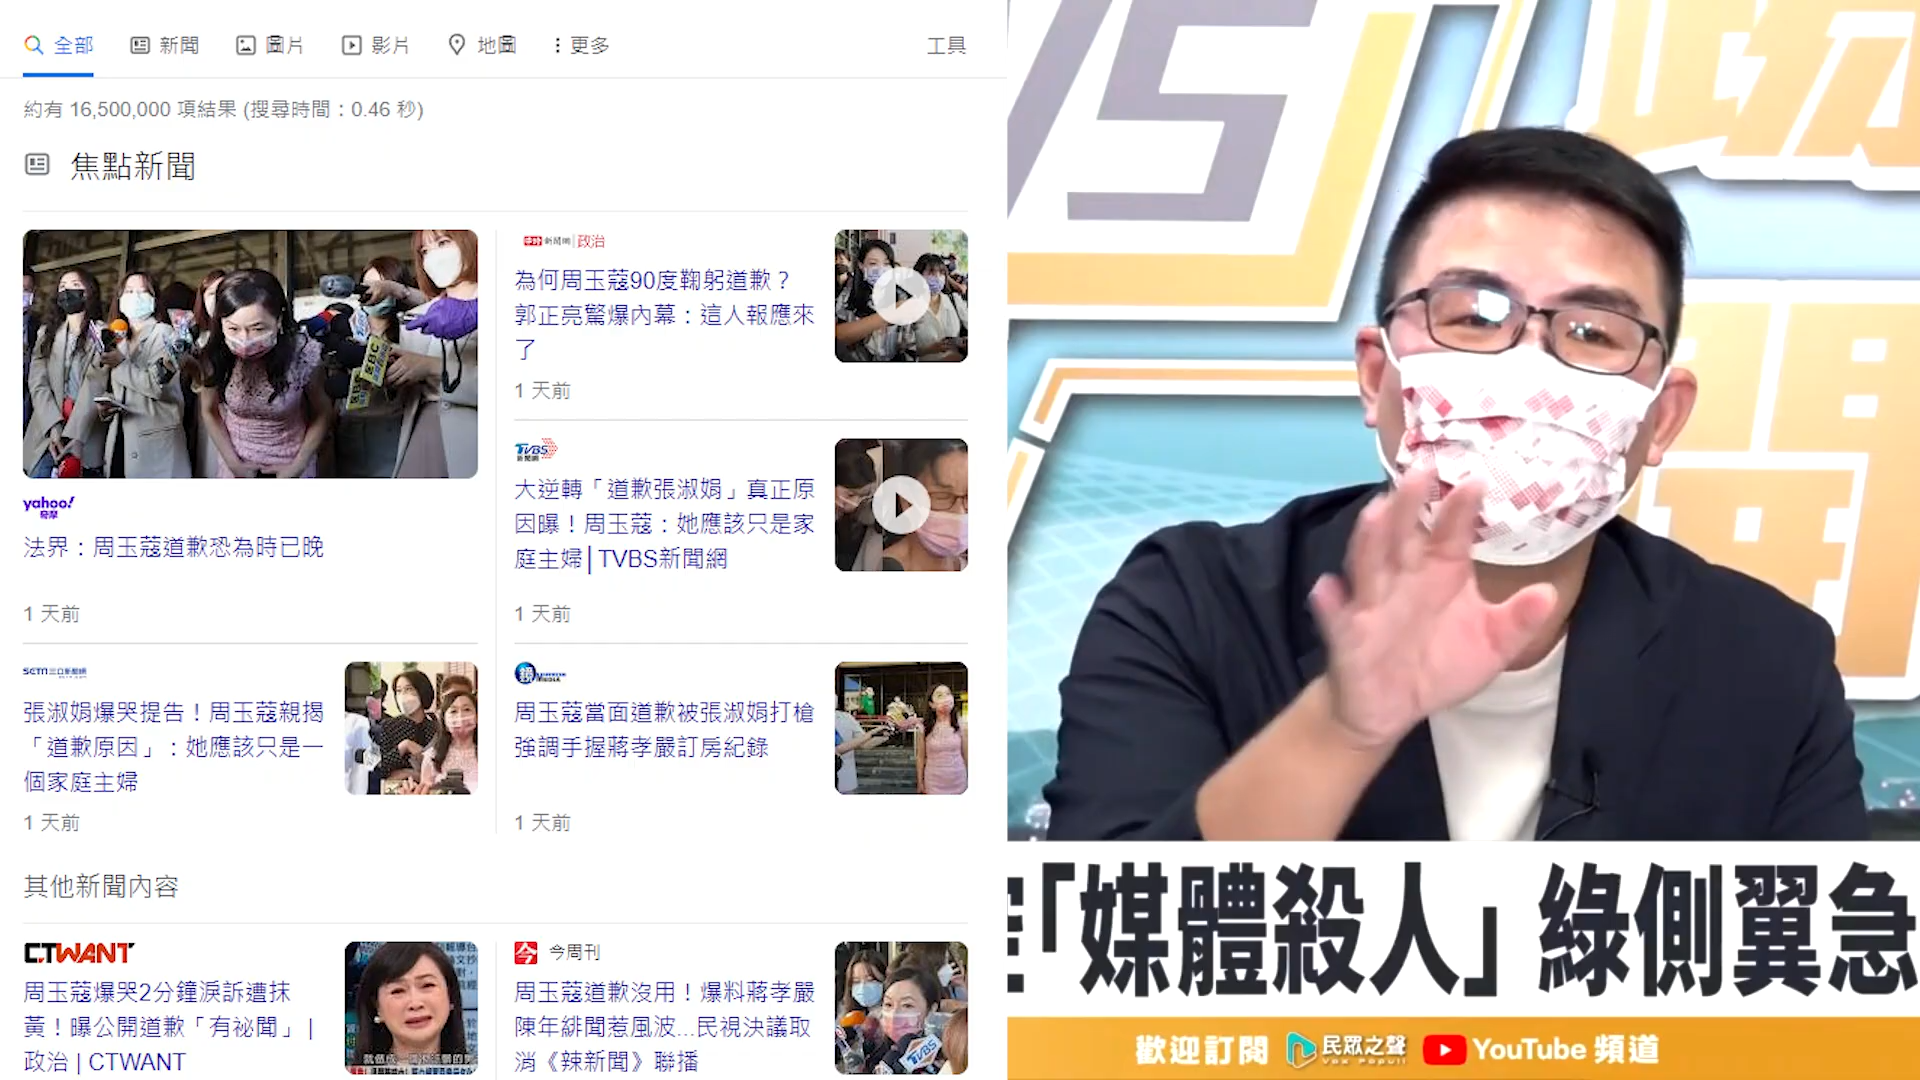 全部
新聞
圖片
影片
地圖
更多
工具
約有 16,500,000 項結果 (搜尋時間：0.46 秒)
焦點新聞
yahoo!
奇摩
法界：周玉蔻道歉恐為時已晚
1 天前
政治
為何周玉蔻90度鞠躬道歉？
郭正亮驚爆內幕：這人報應來
了
1 天前
TVBS
新聞網
大逆轉「道歉張淑娟」真正原
因曝！周玉蔻：她應該只是家
庭主婦│TVBS新聞網
1 天前
張淑娟爆哭提告！周玉蔻親揭
「道歉原因」：她應該只是一
個家庭主婦
1 天前
周玉蔻當面道歉被張淑娟打槍
強調手握蔣孝嚴訂房紀錄
1 天前
其他新聞內容
CTWANT
周玉蔻爆哭2分鐘淚訴遭抹
黃！曝公開道歉「有祕聞」 |
政治 | CTWANT
今 今周刊
周玉蔻道歉沒用！爆料蔣孝嚴
陳年緋聞惹風波...民視決議取
消《辣新聞》聯播
EBC
TVBS
「媒體殺人」綠側翼急
歡迎訂閱 民眾之聲 Vox Populi YouTube 頻道